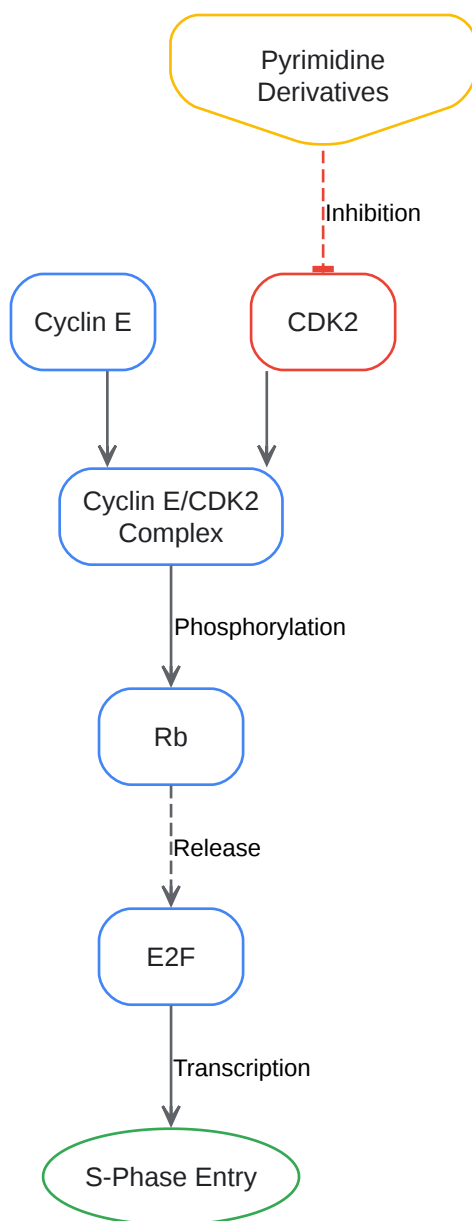 Pyrimidine
Derivatives
Inhibition
Cyclin E
CDK2
Cyclin E/CDK2
Complex
Phosphorylation
Rb
Release
E2F
Transcription
S-Phase Entry